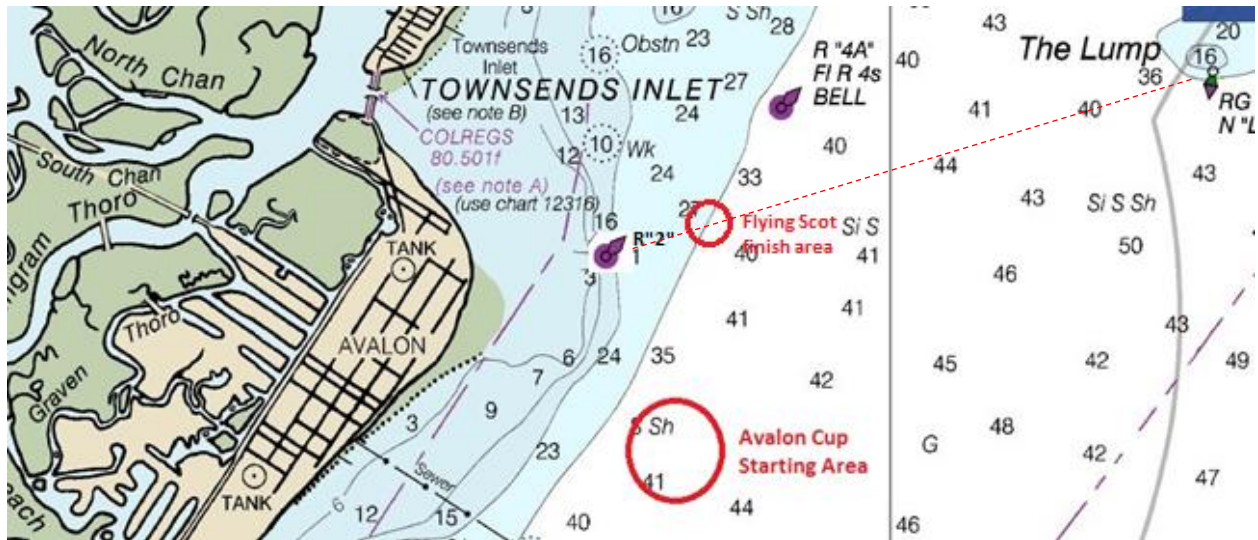 North Chan
South Chan
Thoro
Ingram
Thoro
Graven
each
Townsends
Inlet
TOWNSENDS INLET
(see note B)
COLREGS
80.501f
(see note A)
(use chart 12316)
TANK
AVALON
TANK
Sewer
16
Obstn
23
S Sh
28
16
27
13
24
10
Wk
12
24
16
27
R "4A"
Fl R 4s
BELL
40
33
R"2"
1
3
Flying Scot
finish area
40
Si S
41
41
41
6
24
35
7
42
9
3
23
S Sh
41
Avalon Cup
Starting Area
44
6
12
15
40
43
40
The Lump
20
16
36
41
40
RG
N "L
44
43
43
Si S Sh
50
46
43
45
42
49
48
G
42
47
46